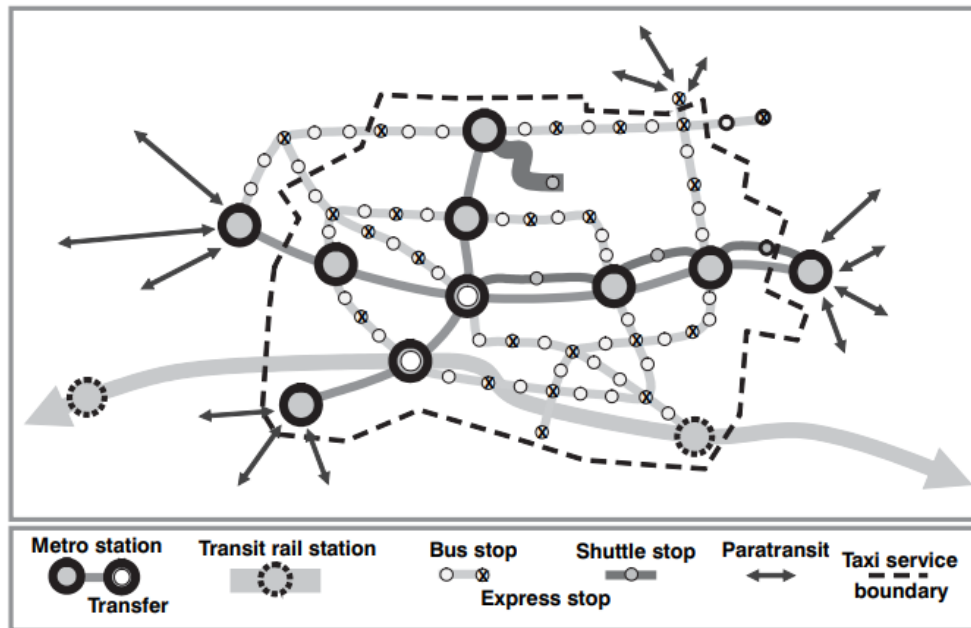 Metro station
Transfer
Transit rail station
Bus stop
Express stop
Shuttle stop
Paratransit
Taxi service
boundary